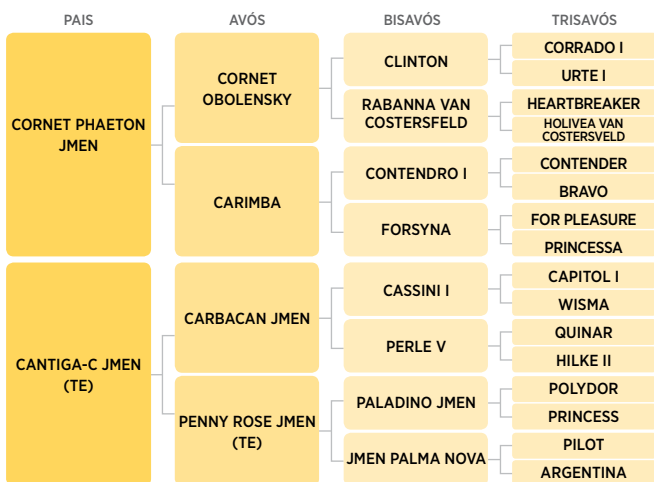 PAIS
AVÓS
BISAVÓS
TRISAVÓS
CORNET PHAETON
JMEN
CANTIGA-C JMEN
(TE)
CORNET
OBOLENSKY
CARIMBA
CARBACAN JMEN
PENNY ROSE JMEN
(TE)
CLINTON
RABANNA VAN
COSTERSFELD
CONTENDRO I
FORSYNA
CASSINI I
PERLE V
PALADINO JMEN
JMEN PALMA NOVA
CORRADO I
URTE I
HEARTBREAKER
HOLIVEA VAN
COSTERSVELD
CONTENDER
BRAVO
FOR PLEASURE
PRINCESSA
CAPITOL I
WISMA
QUINAR
HILKE II
POLYDOR
PRINCESS
PILOT
ARGENTINA